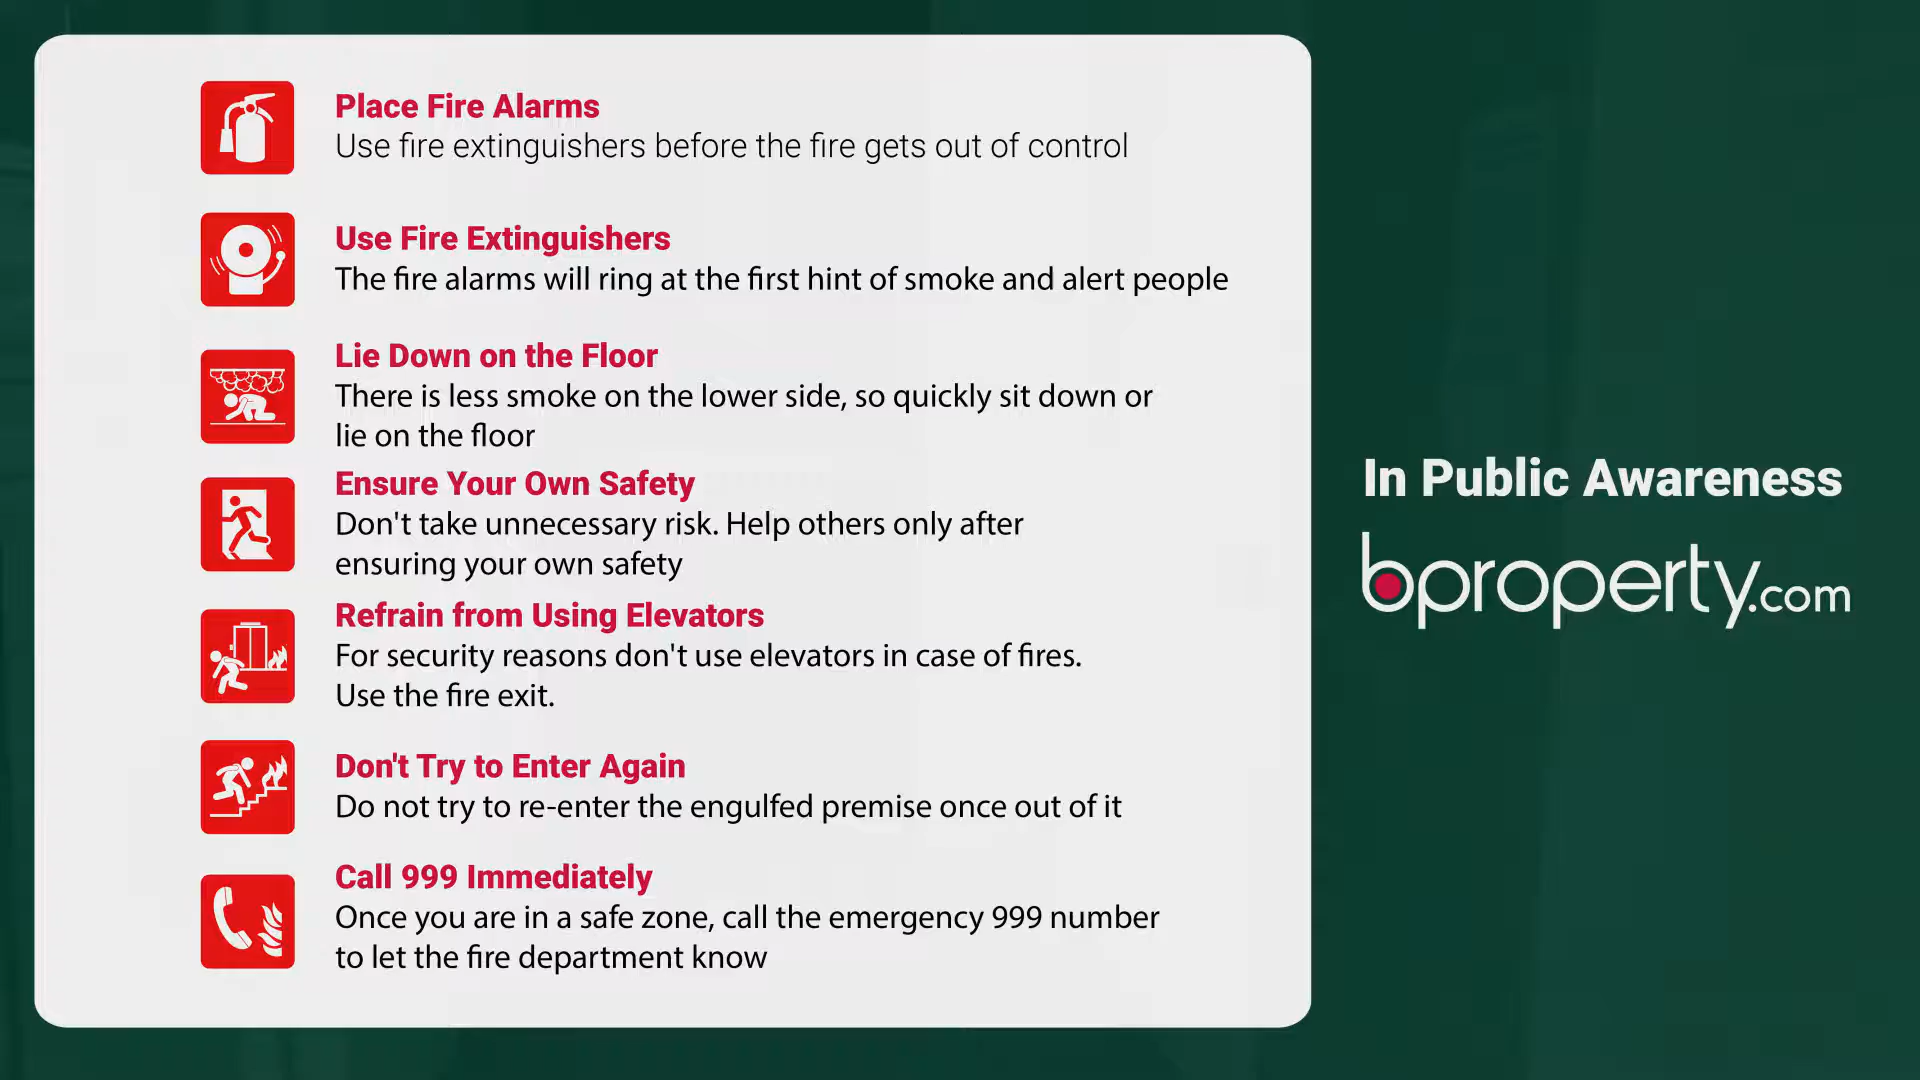 Place Fire Alarms
Use fire extinguishers before the fire gets out of control
Use Fire Extinguishers
The fire alarms will ring at the first hint of smoke and alert people
Lie Down on the Floor
There is less smoke on the lower side, so quickly sit down or
lie on the floor
Ensure Your Own Safety
Don't take unnecessary risk. Help others only after
ensuring your own safety
Refrain from Using Elevators
For security reasons don't use elevators in case of fires.
Use the fire exit.
Don't Try to Enter Again
Do not try to re-enter the engulfed premise once out of it
Call 999 Immediately
Once you are in a safe zone, call the emergency 999 number
to let the fire department know
In Public Awareness
bproperty.com